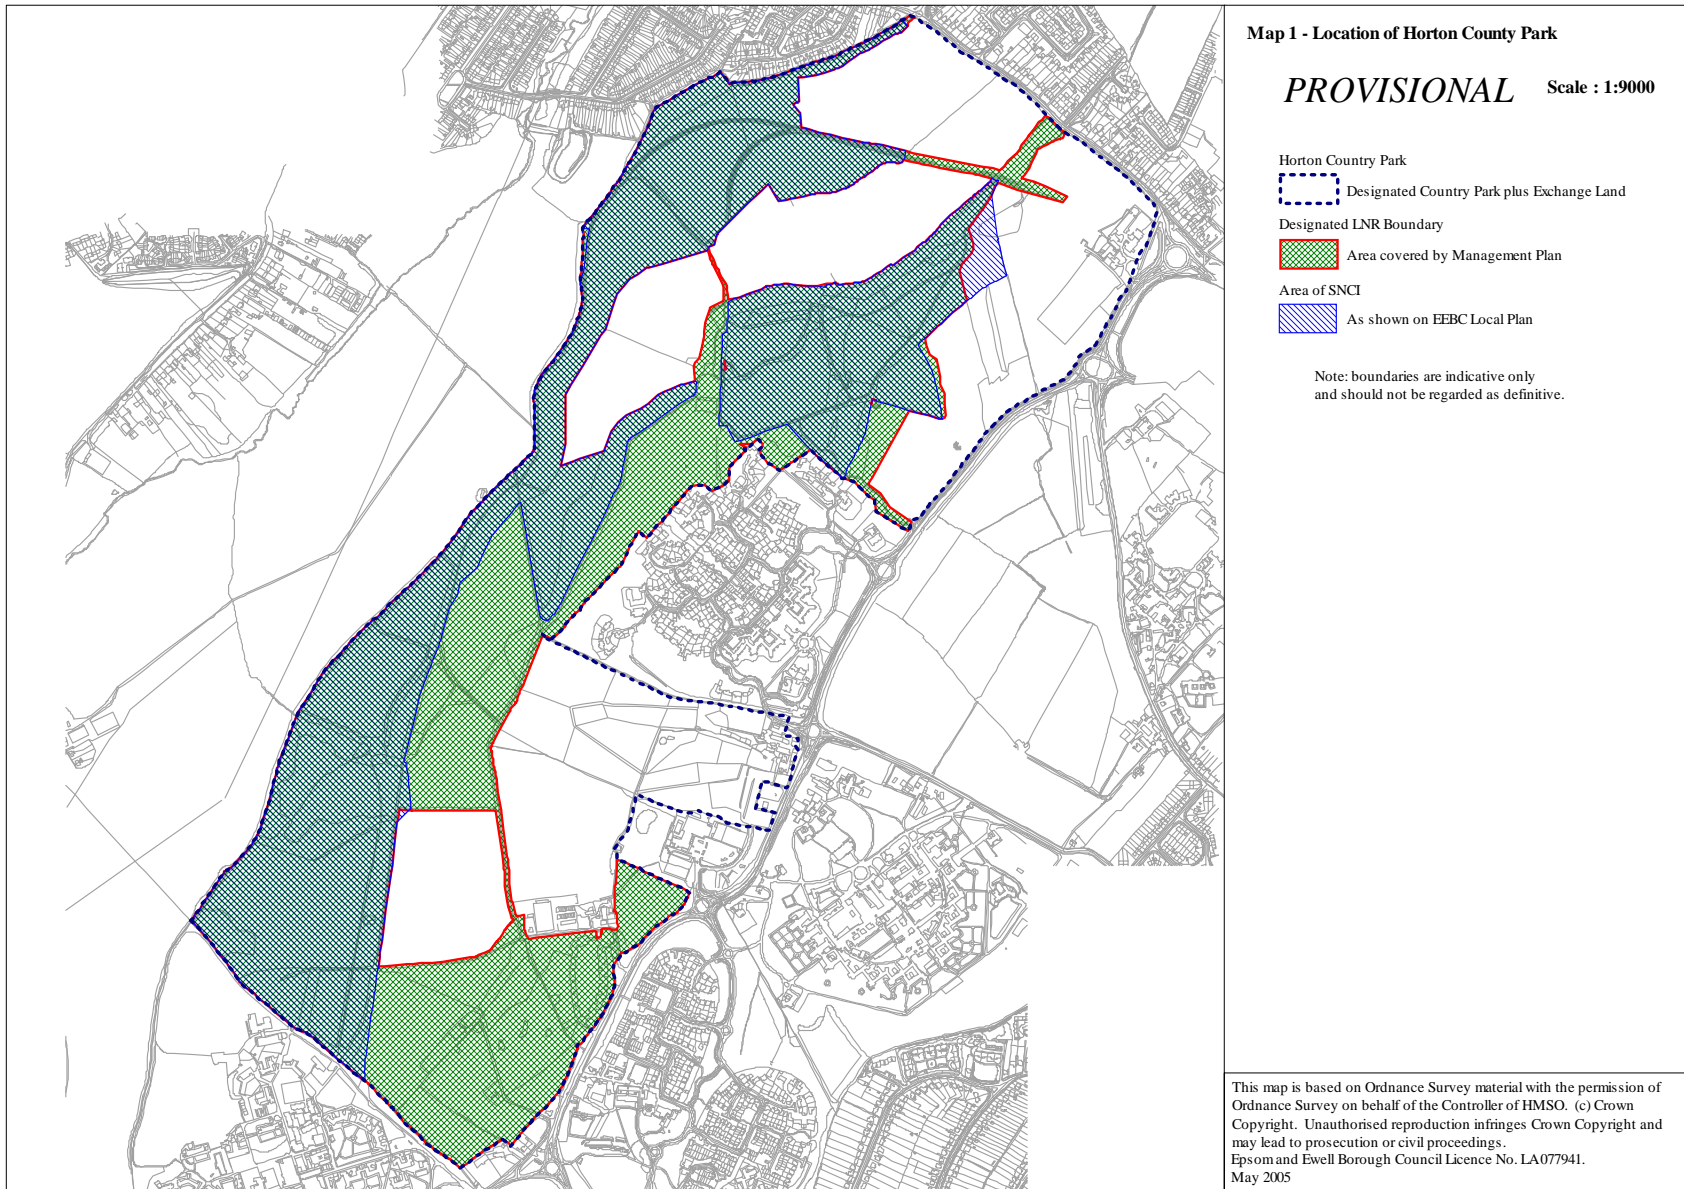 Map 1 - Location of Horton County Park
PROVISIONAL
Scale : 1:9000
Horton Country Park
Designated Country Park plus Exchange Land
Designated LNR Boundary
Area covered by Management Plan
Area of SNCI
As shown on EEBC Local Plan
Note: boundaries are indicative only
and should not be regarded as definitive.
This map is based on Ordnance Survey material with the permission of
Ordnance Survey on behalf of the Controller of HMSO. (c) Crown
Copyright. Unauthorised reproduction infringes Crown Copyright and
may lead to prosecution or civil proceedings.
Epsom and Ewell Borough Council Licence No. LA077941.
May 2005